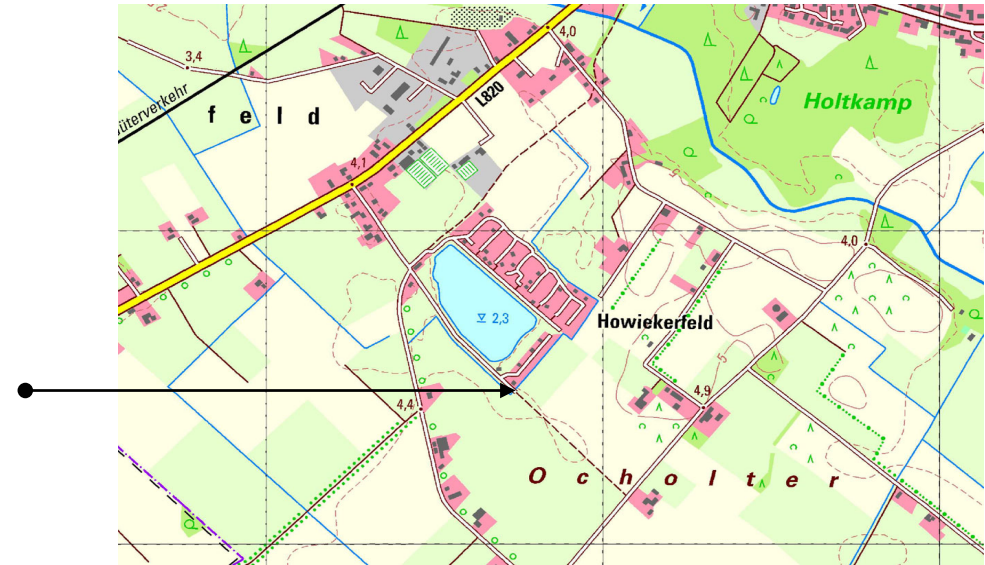 4,0
3,4
L820
Holtkamp
üterverkehr
f e l d
4,1
4,0
2,3
Howiekerfeld
4,9
4,4
5
5
O c h o l t e r